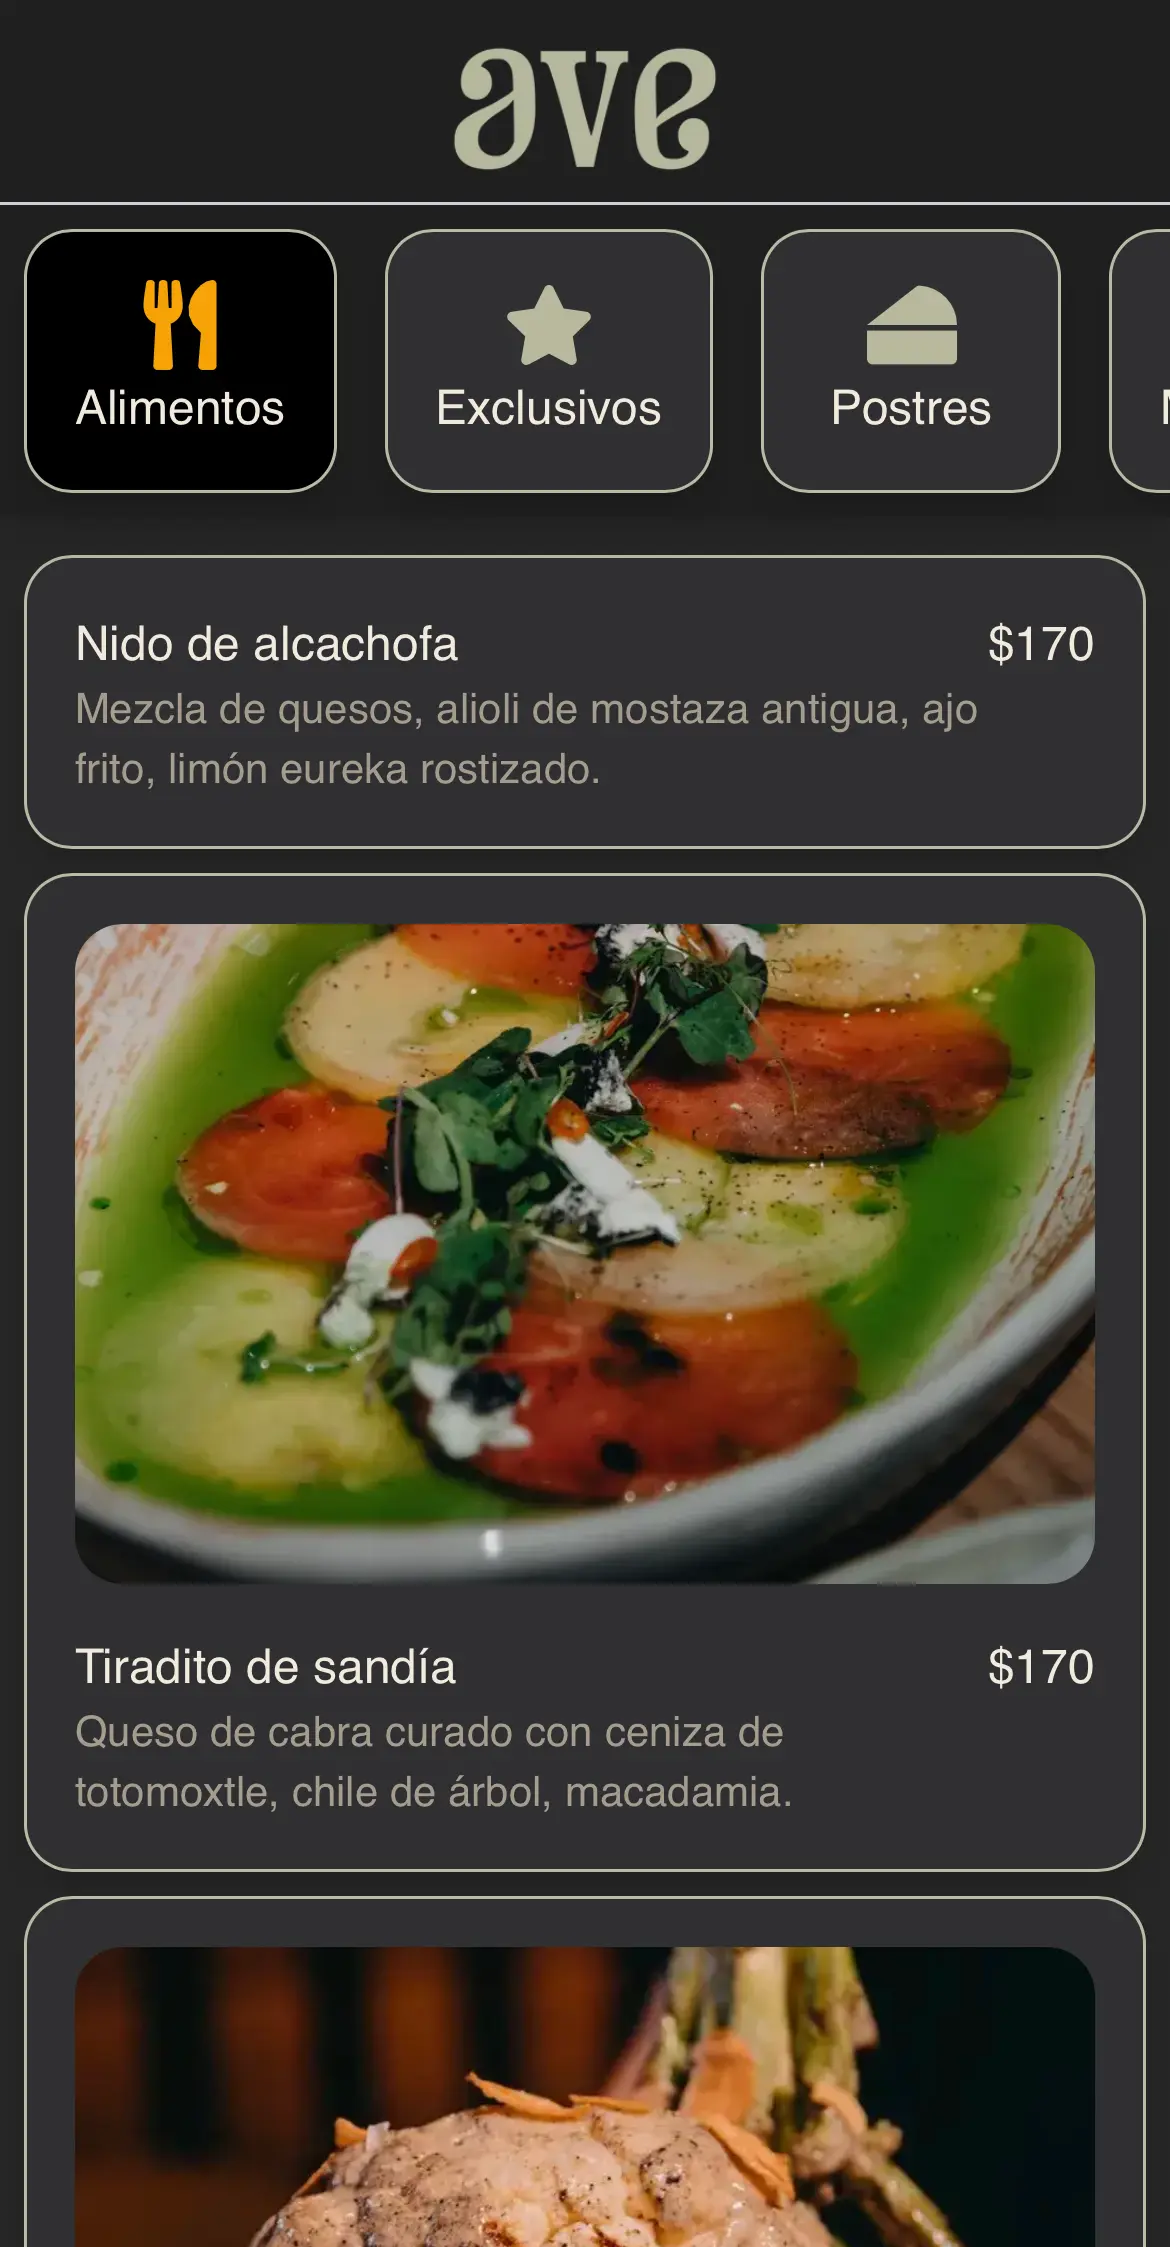 ave
Alimentos
Exclusivos
Postres
Nido de alcachofa
$170
Mezcla de quesos, alioli de mostaza antigua, ajo
frito, limón eureka rostizado.
Tiradito de sandía
$170
Queso de cabra curado con ceniza de
totomoxtle, chile de árbol, macadamia.